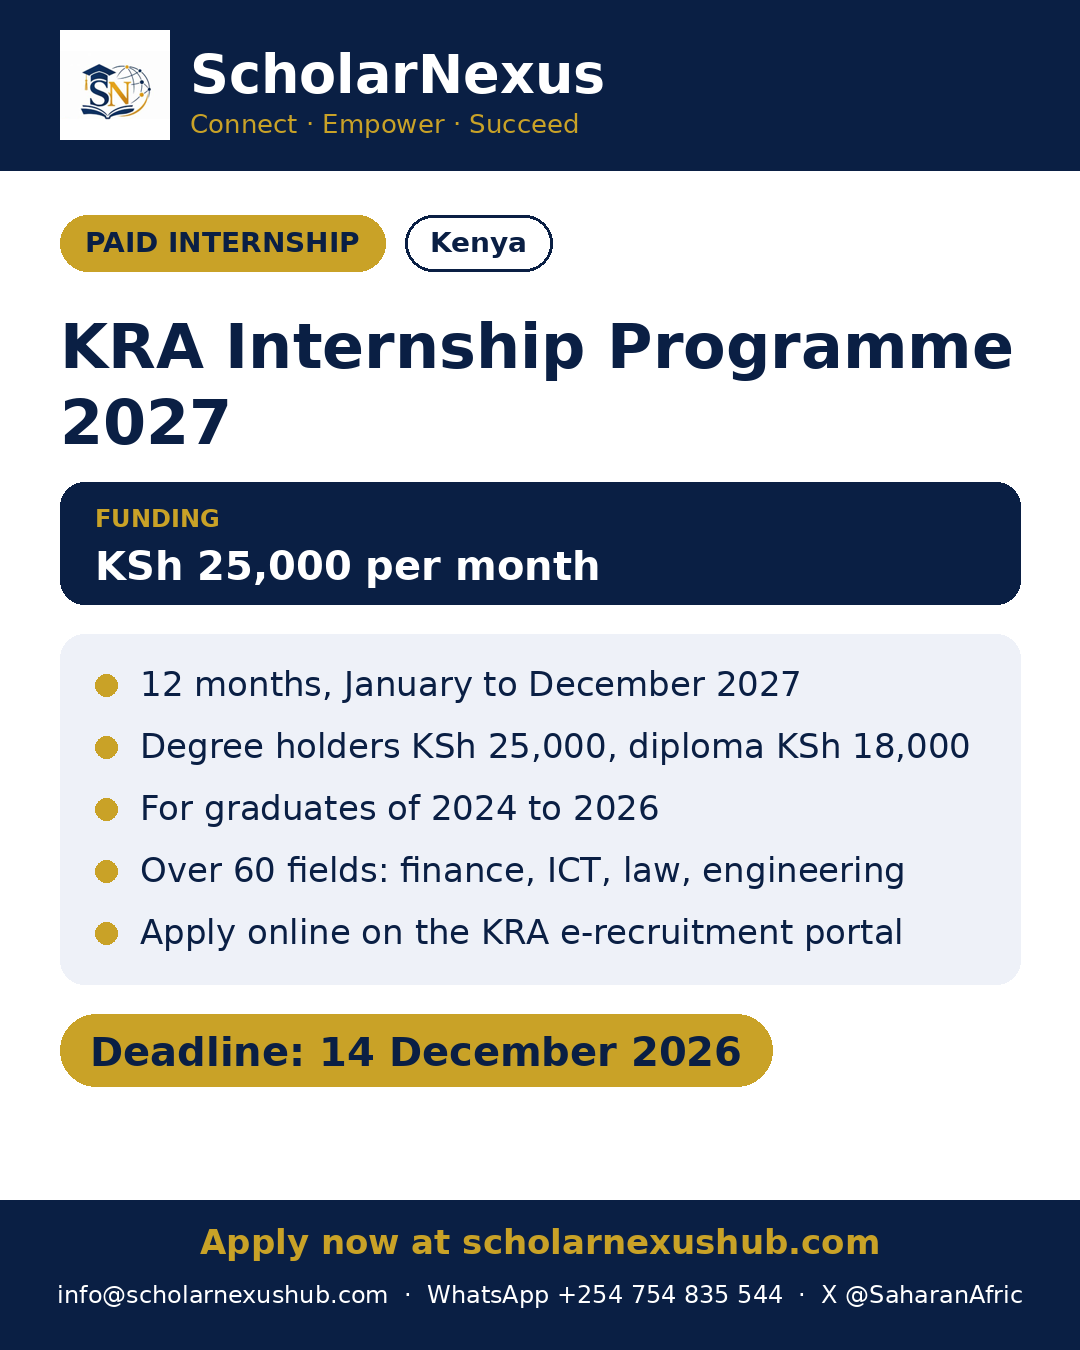 SN
ScholarNexus
Connect · Empower · Succeed
PAID INTERNSHIP
Kenya
KRA Internship Programme
2027
FUNDING
KSh 25,000 per month
12 months, January to December 2027
Degree holders KSh 25,000, diploma KSh 18,000
For graduates of 2024 to 2026
Over 60 fields: finance, ICT, law, engineering
Apply online on the KRA e-recruitment portal
Deadline: 14 December 2026
Apply now at scholarnexushub.com
info@scholarnexushub.com · WhatsApp +254 754 835 544 · X @SaharanAfric